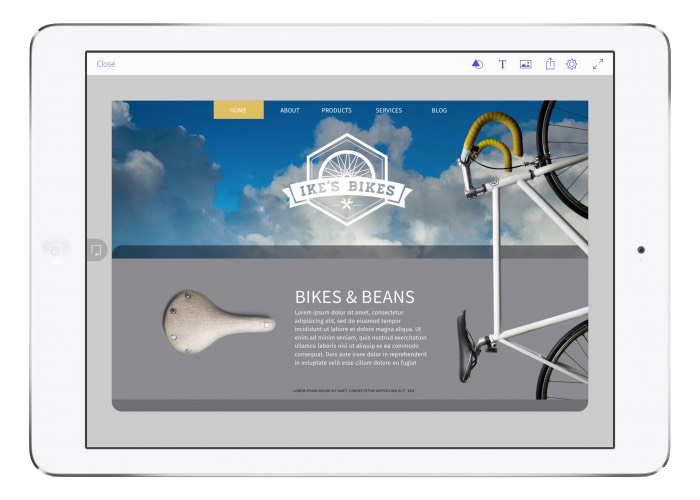 Close
T
HOME
ABOUT
PRODUCTS
SERVICES
BLOG
IKE'S BIKES
BIKES & BEANS
Lorem ipsum dolor sit amet, consectetur
adipisicing elit, sed do eiusmod tempor
incididunt ut labore et dolore magna aliqua. Ut
enim ad minim veniam, quis nostrud exercitation
ullamco laboris nisi ut aliquip ex ea commodo
consequat. Duis aute irure dolor in reprehenderit
in voluptate velit esse cillum dolore eu fugiat
LOREM IPSUM DOLOR SIT AMET, CONSECTETUR ADIPISICING ELIT, SED